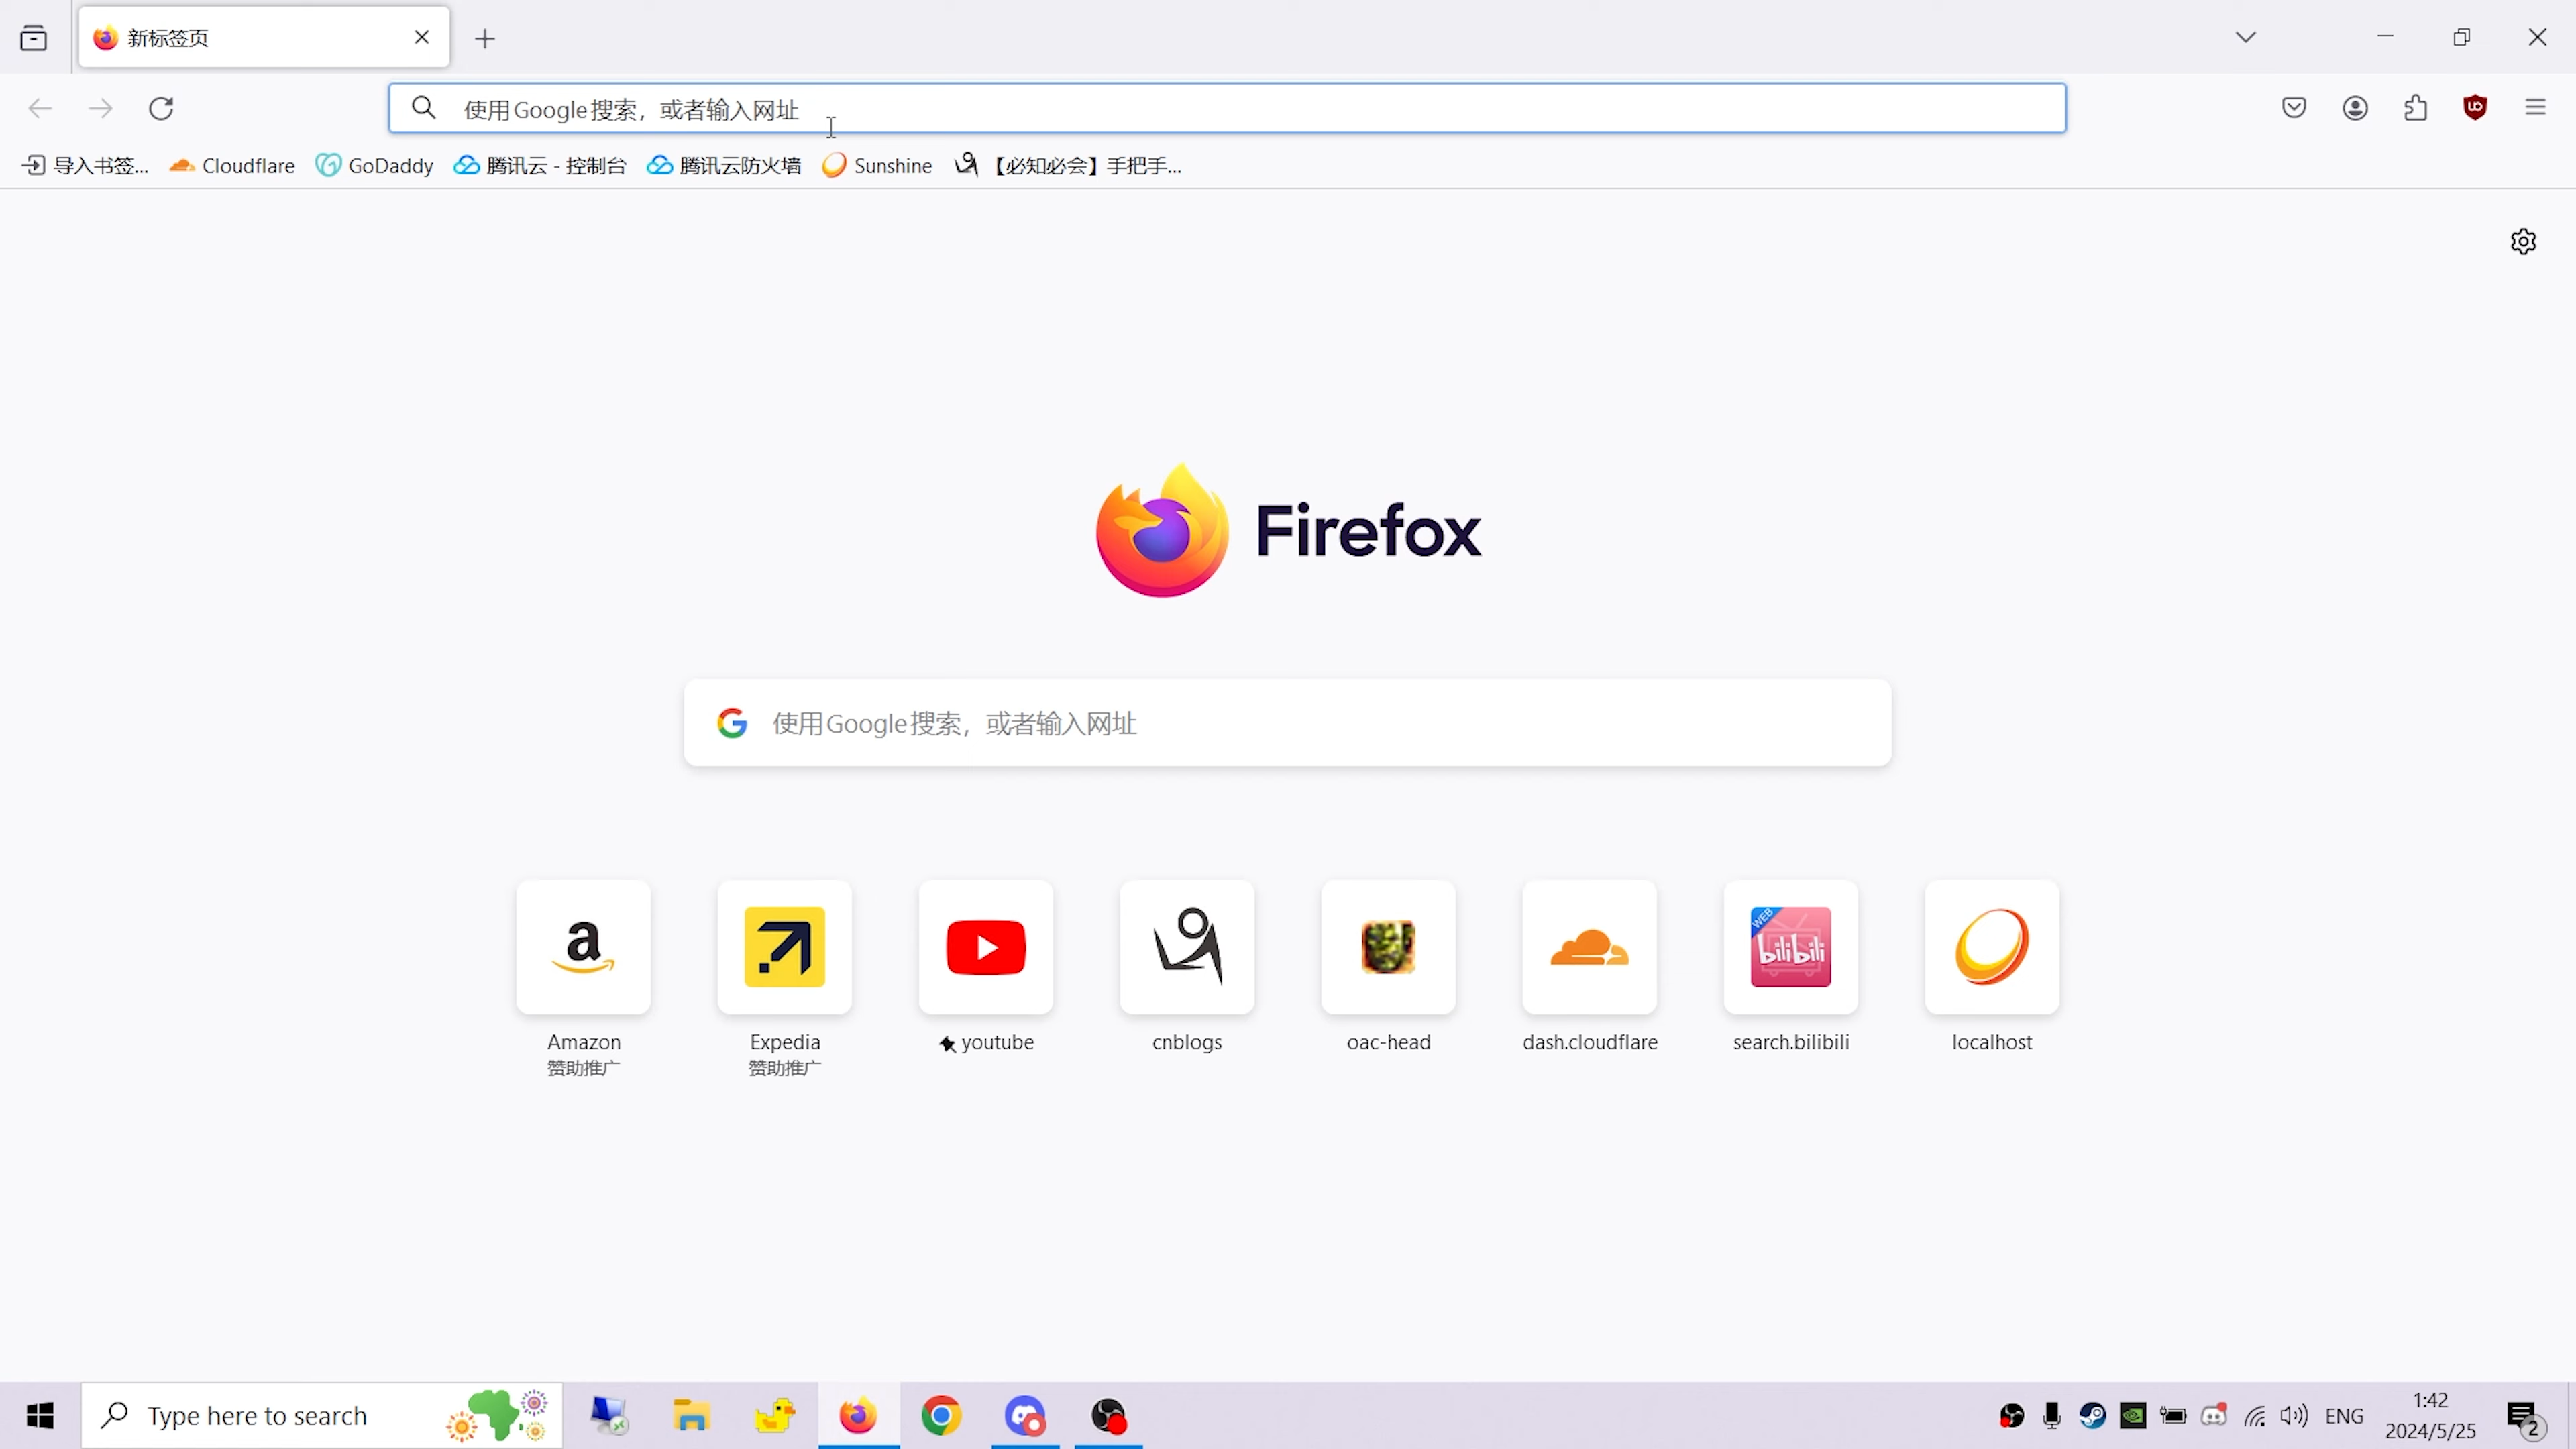 新标签页
使用Google搜索，或者输入网址
导入书签... Cloudflare GoDaddy 腾讯云 - 控制台 腾讯云防火墙 Sunshine 【必知必会】手把手...
Firefox
使用Google搜索，或者输入网址
WEB
bilibili
Amazon Expedia youtube cnblogs oac-head dash.cloudflare search.bilibili localhost
赞助推广 赞助推广
Type here to search
ENG
1:42
2024/5/25
2